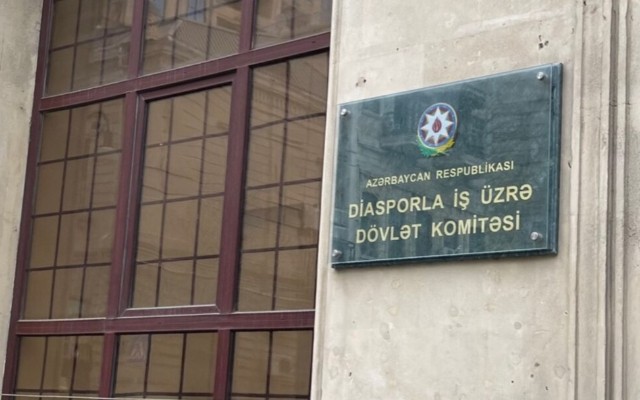 AZƏRBAYCAN RESPUBLİKASI
DİASPORLA İŞ ÜZRƏ
DÖVLƏT KOMİTƏSİ